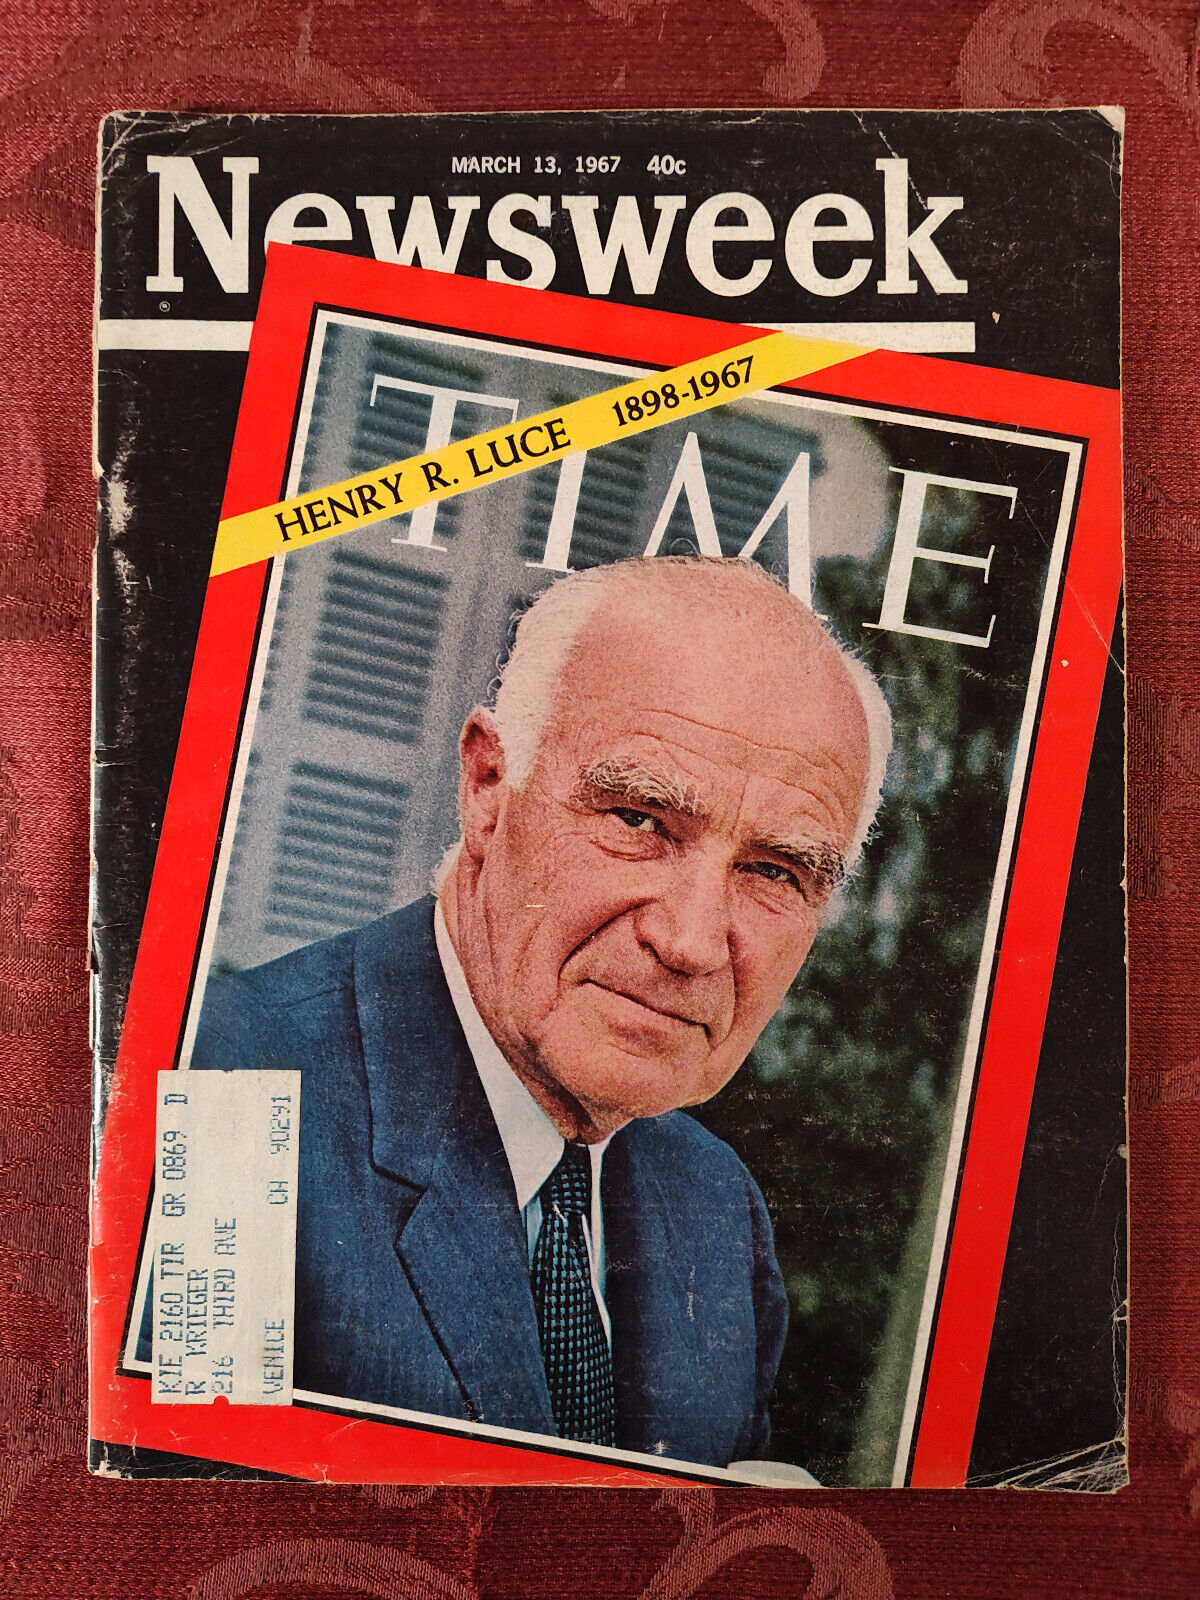 MARCH 13, 1967 40c
Newsweek
HENRY R. LUCE 1898-1967
TIME
KIE 2160 TIR GR 0869 D
R KRIEGER
216 THIRD AVE
VENICE CA 90291